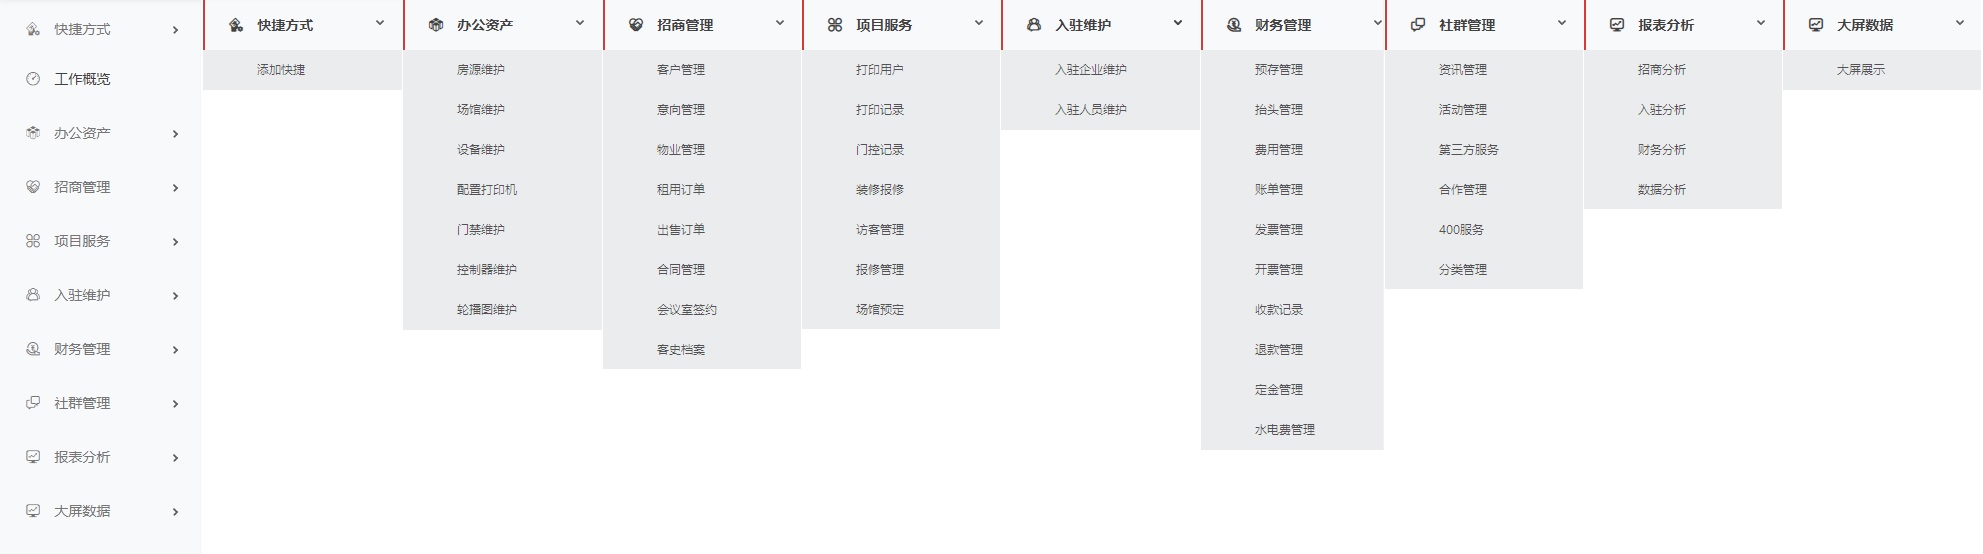 快捷方式
工作概览
办公资产
招商管理
项目服务
入驻维护
财务管理
社群管理
报表分析
大屏数据
快捷方式
添加快捷
办公资产
房源维护
场馆维护
设备维护
配置打印机
门禁维护
控制器维护
轮播图维护
招商管理
客户管理
意向管理
物业管理
租用订单
出售订单
合同管理
会议室签约
客史档案
项目服务
打印用户
打印记录
门控记录
装修报修
访客管理
报修管理
场馆预定
入驻维护
入驻企业维护
入驻人员维护
财务管理
预存管理
抬头管理
费用管理
账单管理
发票管理
开票管理
收款记录
退款管理
定金管理
水电费管理
社群管理
资讯管理
活动管理
第三方服务
合作管理
400服务
分类管理
报表分析
招商分析
入驻分析
财务分析
数据分析
大屏数据
大屏展示